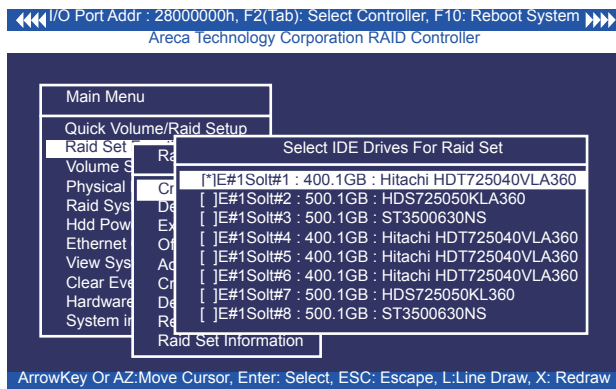 I/O Port Addr : 28000000h, F2(Tab): Select Controller, F10: Reboot System
Areca Technology Corporation RAID Controller
Main Menu
Quick Volume/Raid Setup
Raid Set F
Volume S
Physical
Raid Sys
Hdd Pow
Ethernet
View Sys
Clear Eve
Hardware
System in
Ra
Cr
De
Ex
Of
Ac
Cr
De
Re
Raid Set Information
Select IDE Drives For Raid Set
[*]E#1Solt#1 : 400.1GB : Hitachi HDT725040VLA360
[ ]E#1Solt#2 : 500.1GB : HDS725050KLA360
[ ]E#1Solt#3 : 500.1GB : ST3500630NS
[ ]E#1Solt#4 : 400.1GB : Hitachi HDT725040VLA360
[ ]E#1Solt#5 : 400.1GB : Hitachi HDT725040VLA360
[ ]E#1Solt#6 : 400.1GB : Hitachi HDT725040VLA360
[ ]E#1Solt#7 : 500.1GB : HDS725050KL360
[ ]E#1Solt#8 : 500.1GB : ST3500630NS
ArrowKey Or AZ:Move Cursor, Enter: Select, ESC: Escape, L:Line Draw, X: Redraw